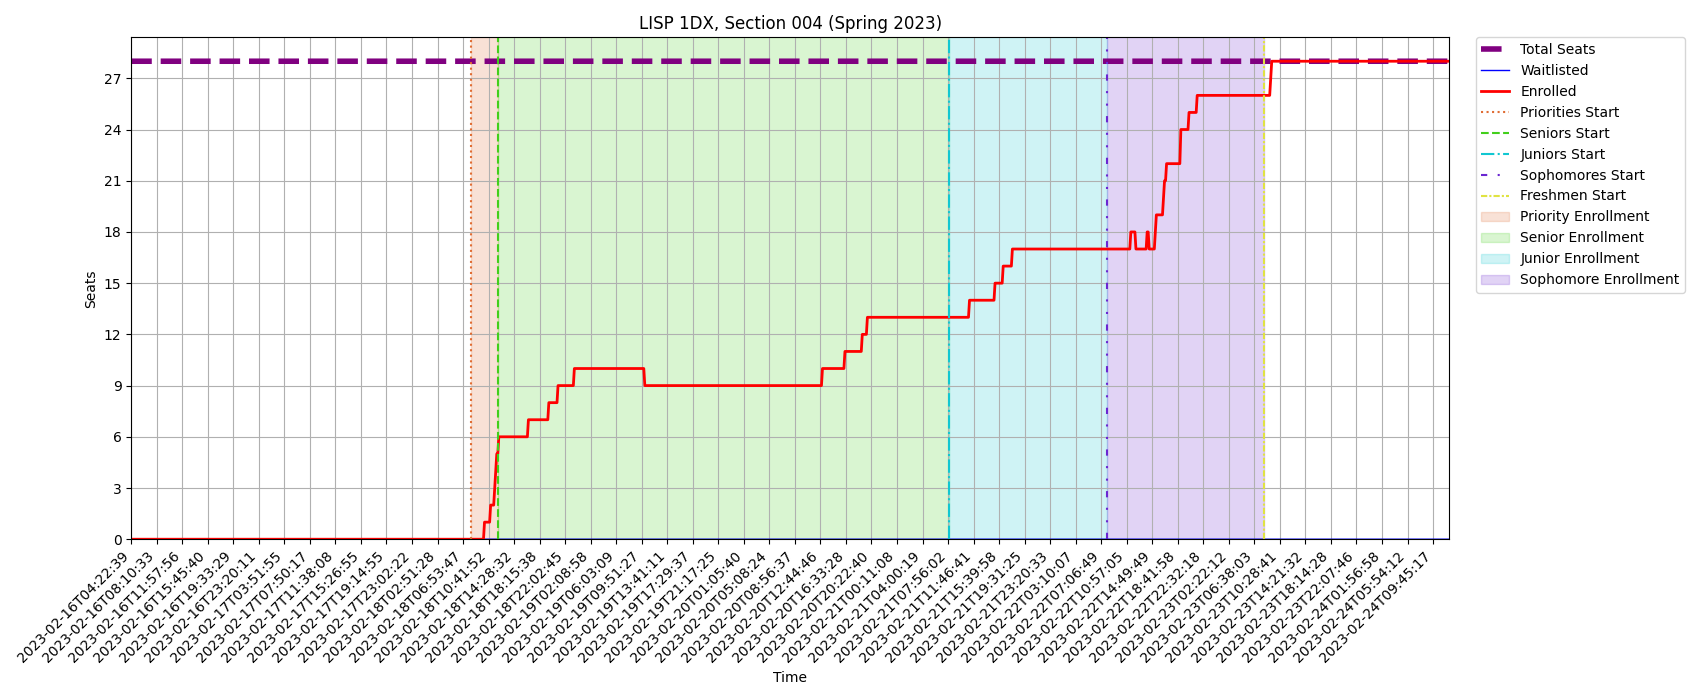 LISP 1DX, Section 004 (Spring 2023)
Total Seats
Waitlisted
Enrolled
Priorities Start
Seniors Start
Juniors Start
Sophomores Start
Freshmen Start
Priority Enrollment
Senior Enrollment
Junior Enrollment
Sophomore Enrollment
Seats
27
24
21
18
15
12
9
6
3
0
2023-02-16T04:22:39
2023-02-16T08:10:33
2023-02-16T11:57:56
2023-02-16T15:45:40
2023-02-16T19:33:29
2023-02-16T23:20:11
2023-02-17T03:51:55
2023-02-17T07:50:17
2023-02-17T11:38:08
2023-02-17T15:26:55
2023-02-17T19:14:55
2023-02-17T23:02:22
2023-02-18T02:51:28
2023-02-18T06:53:47
2023-02-18T10:41:52
2023-02-18T14:28:32
2023-02-18T18:15:38
2023-02-18T22:02:45
2023-02-19T02:08:58
2023-02-19T06:03:09
2023-02-19T09:51:27
2023-02-19T13:41:11
2023-02-19T17:29:37
2023-02-19T21:17:25
2023-02-20T01:05:40
2023-02-20T05:08:24
2023-02-20T08:56:37
2023-02-20T12:44:46
2023-02-20T16:33:28
2023-02-20T20:22:40
2023-02-21T00:11:08
2023-02-21T04:00:19
2023-02-21T07:56:02
2023-02-21T11:46:41
2023-02-21T15:39:58
2023-02-21T19:31:25
2023-02-21T23:20:33
2023-02-22T03:10:07
2023-02-22T07:06:49
2023-02-22T10:57:05
2023-02-22T14:49:49
2023-02-22T18:41:58
2023-02-22T22:32:18
2023-02-23T02:22:12
2023-02-23T06:38:03
2023-02-23T10:28:41
2023-02-23T14:21:32
2023-02-23T18:14:28
2023-02-23T22:07:46
2023-02-24T01:56:58
2023-02-24T05:54:12
2023-02-24T09:45:17
Time